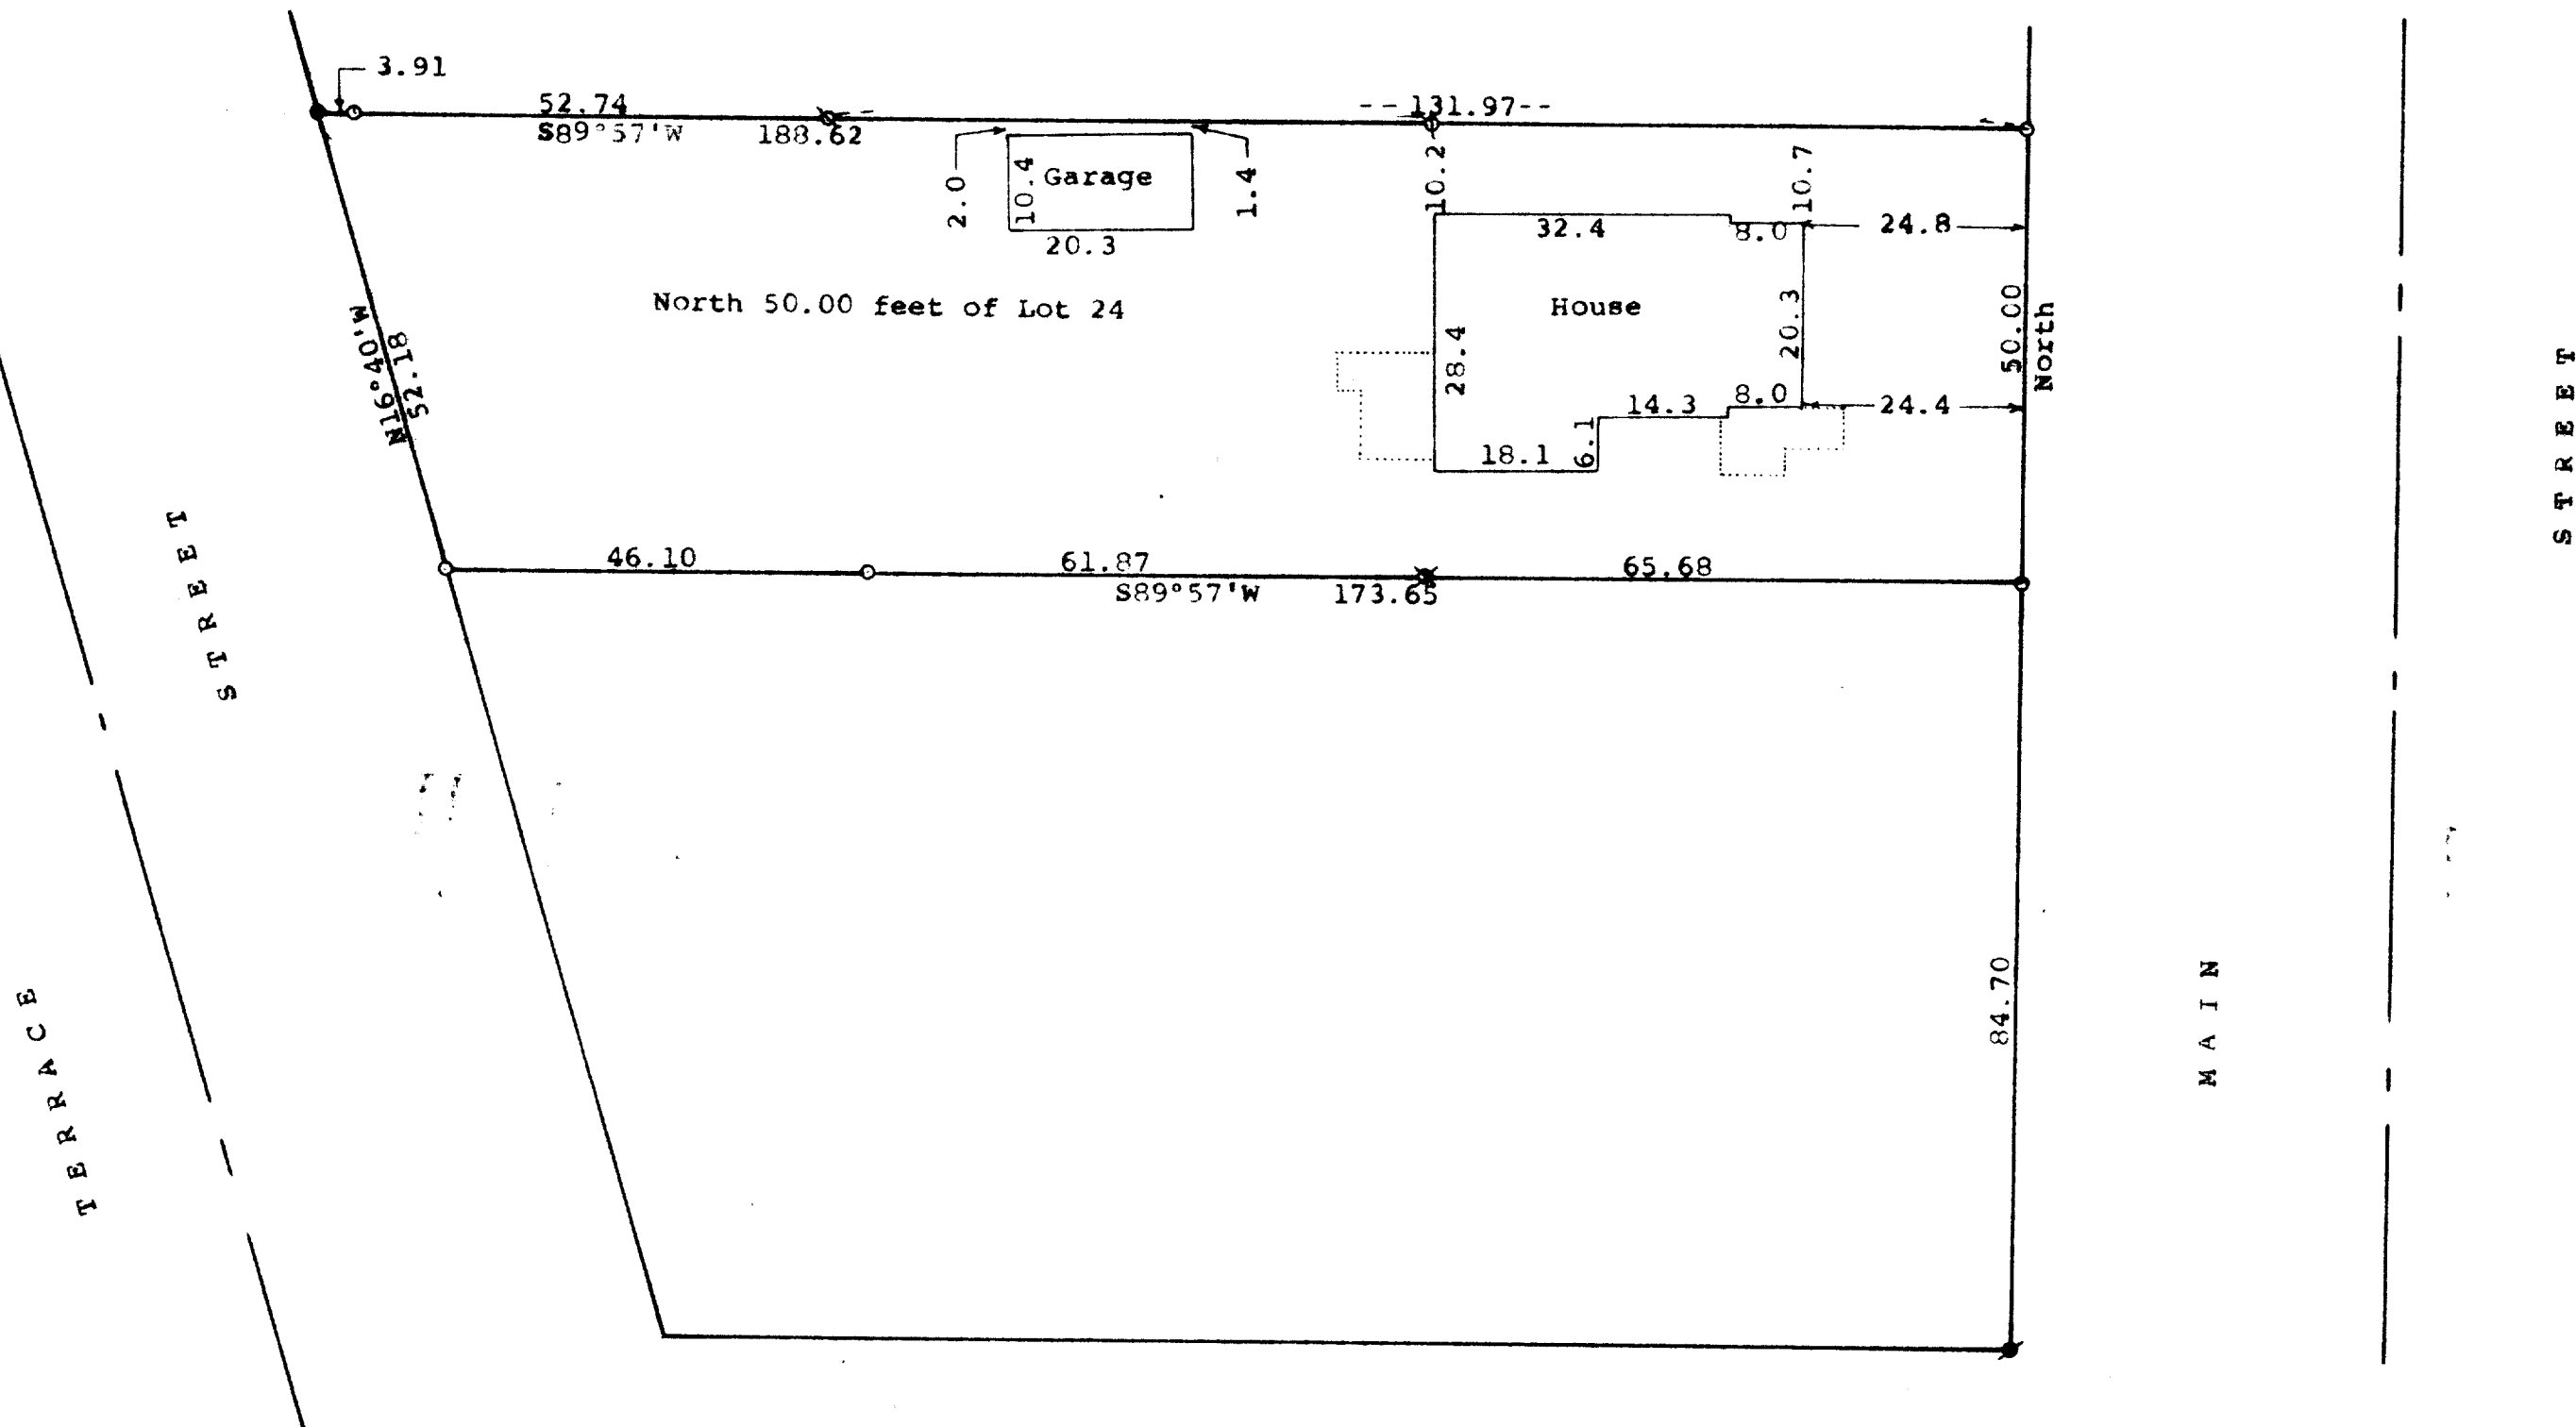 3.91
52.74
--131.97--
S89°57'W 188.62
2.0
10.4
Garage
1.4
20.3
10.2
10.7
32.4
8.0
24.8
North 50.00 feet of Lot 24
House
28.4
20.3
50.00
North
N16°40'W
52.18
14.3
8.0
24.4
18.1
6.1
46.10
61.87
65.68
S89°57'W 173.65
84.70
TERRACE STREET
MAIN STREET